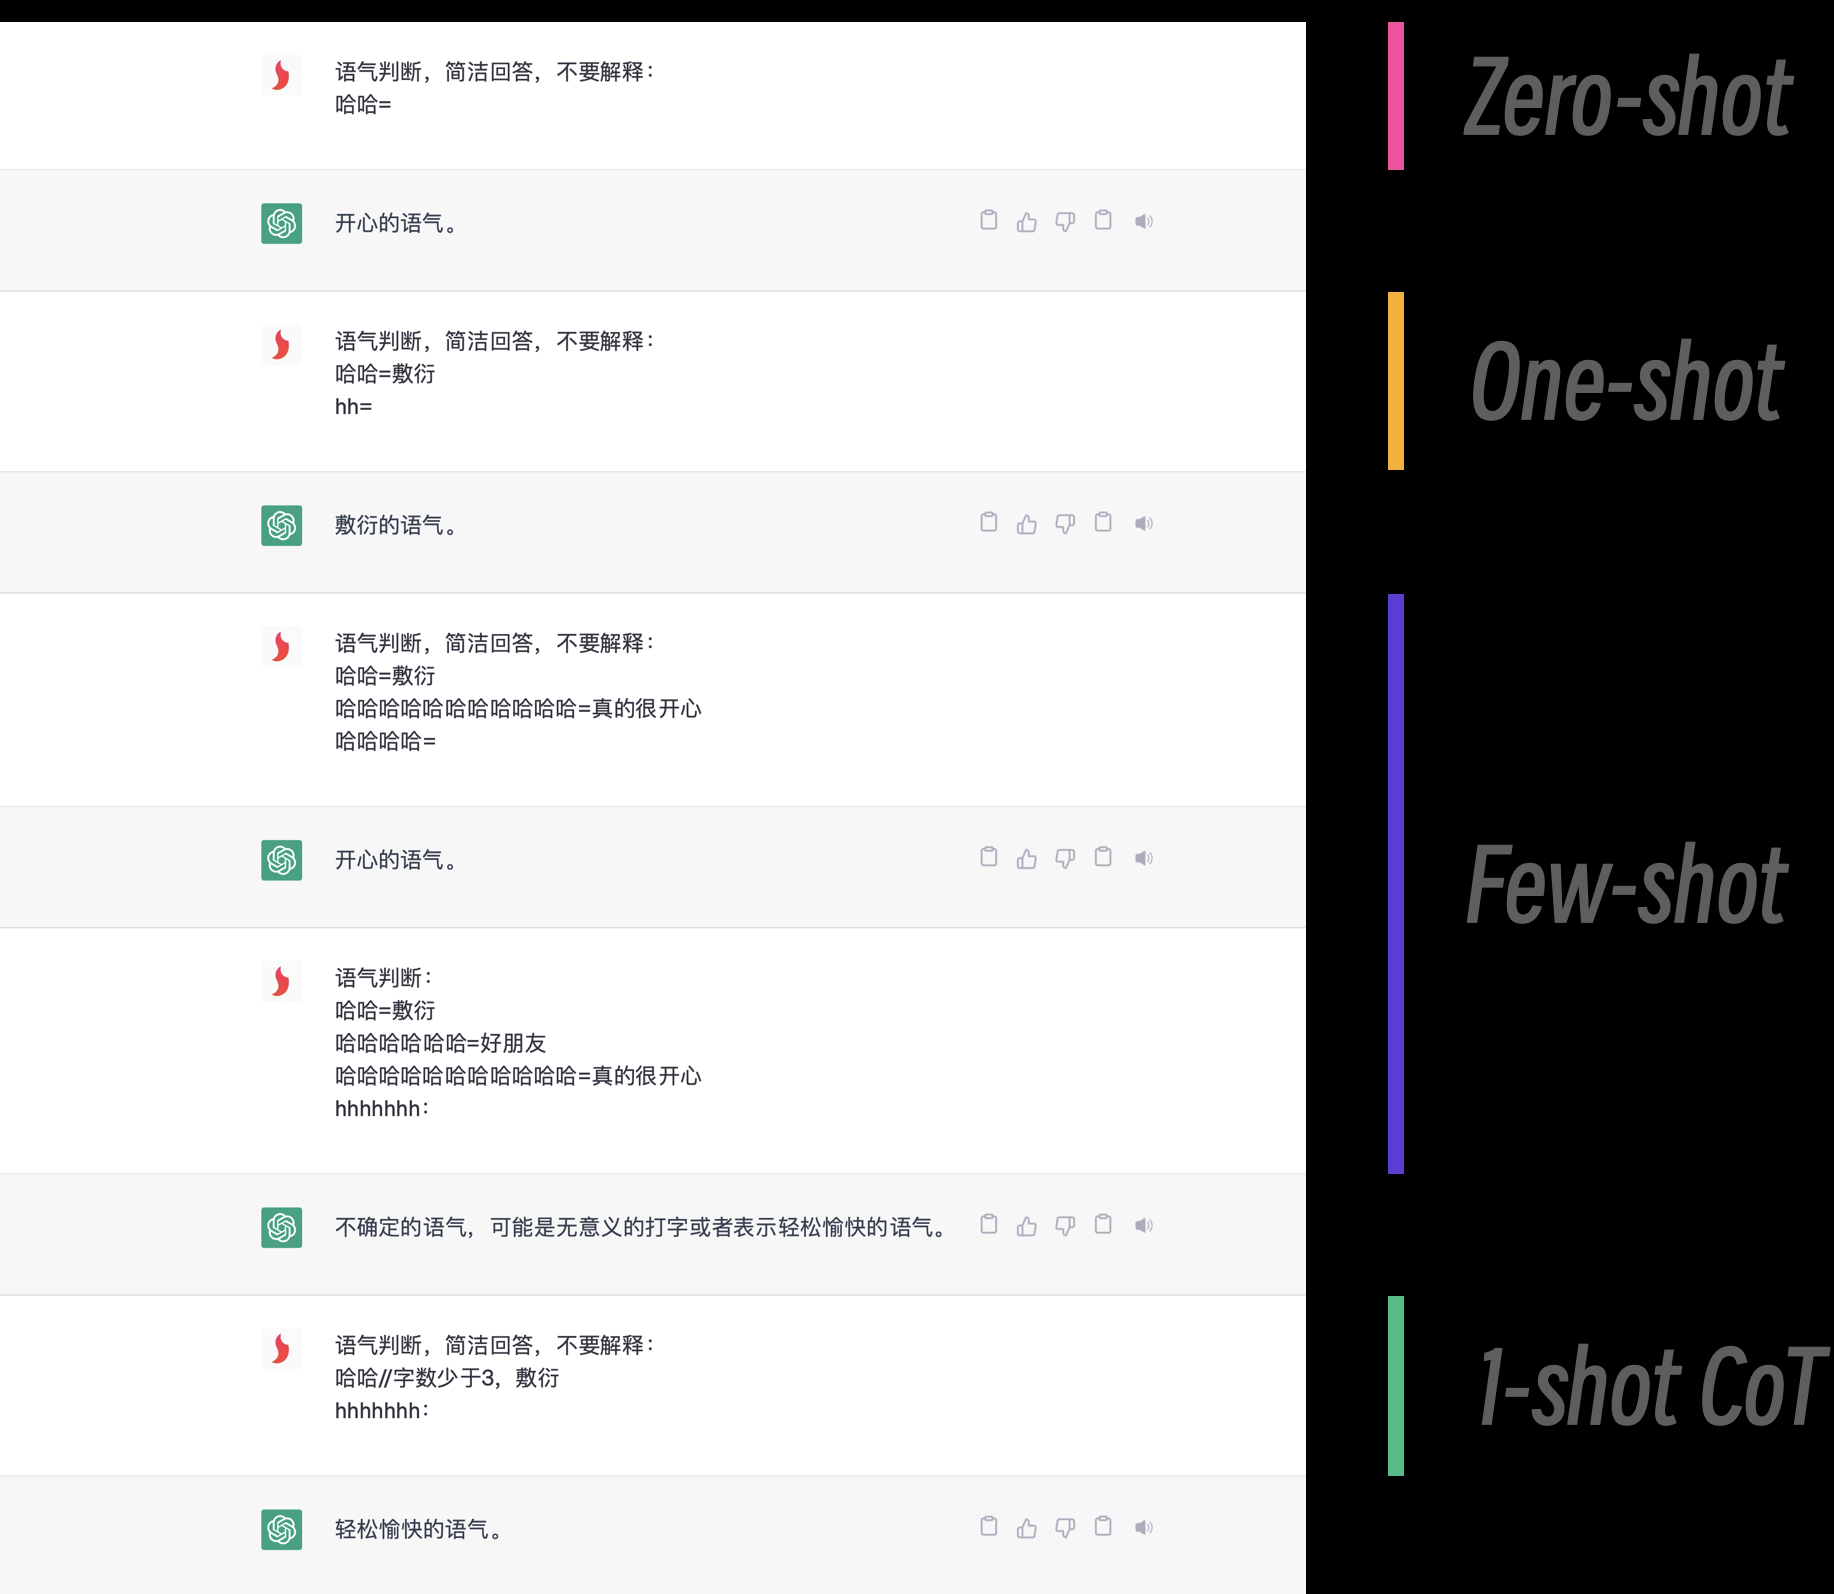 语气判断，简洁回答，不要解释：
哈哈=
Zero-shot
开心的语气。
语气判断，简洁回答，不要解释：
哈哈=敷衍
hh=
One-shot
敷衍的语气。
语气判断，简洁回答，不要解释：
哈哈=敷衍
哈哈哈哈哈哈哈哈哈哈哈=真的很开心
哈哈哈哈=
Few-shot
开心的语气。
语气判断：
哈哈=敷衍
哈哈哈哈哈哈=好朋友
哈哈哈哈哈哈哈哈哈哈哈=真的很开心
hhhhhhh：
不确定的语气，可能是无意义的打字或者表示轻松愉快的语气。
语气判断，简洁回答，不要解释：
哈哈//字数少于3，敷衍
hhhhhhh：
1-shot CoT
轻松愉快的语气。